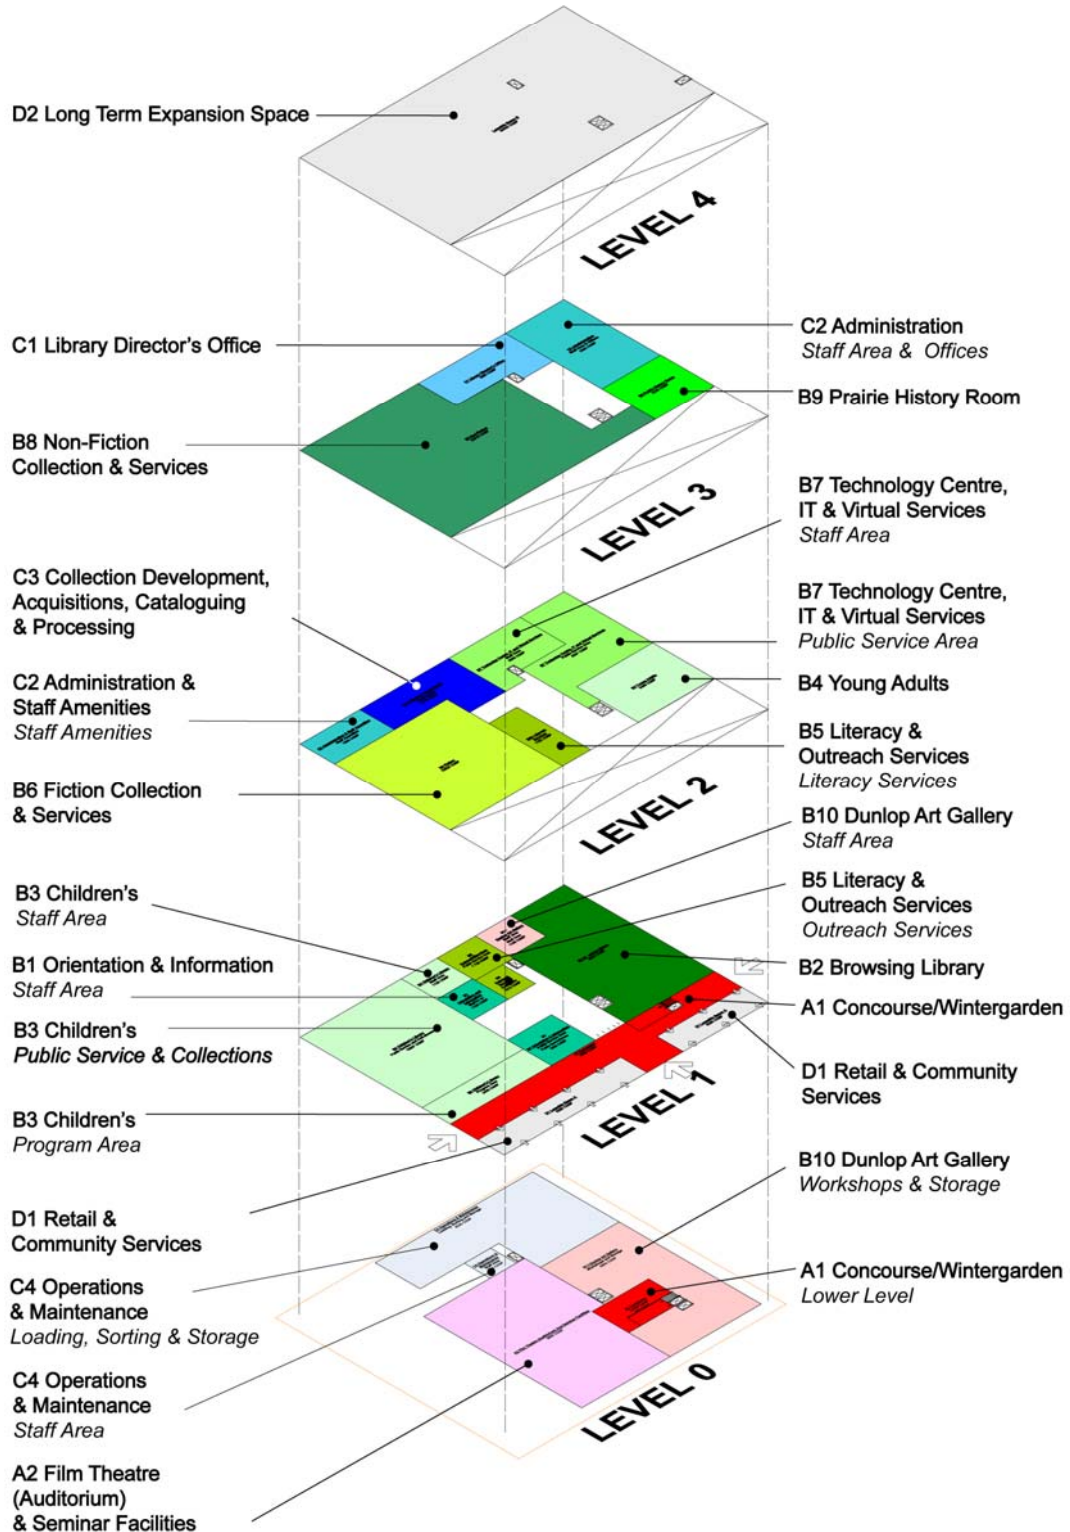 D2 Long Term Expansion Space
LEVEL 4
C1 Library Director's Office
C2 Administration
Staff Area & Offices
B9 Prairie History Room
B8 Non-Fiction
Collection & Services
LEVEL 3
B7 Technology Centre,
IT & Virtual Services
Staff Area
C3 Collection Development,
Acquisitions, Cataloguing
& Processing
B7 Technology Centre,
IT & Virtual Services
Public Service Area
C2 Administration &
Staff Amenities
Staff Amenities
B4 Young Adults
B5 Literacy &
Outreach Services
Literacy Services
B6 Fiction Collection
& Services
LEVEL 2
B10 Dunlop Art Gallery
Staff Area
B3 Children's
Staff Area
B5 Literacy &
Outreach Services
Outreach Services
B1 Orientation & Information
Staff Area
B2 Browsing Library
A1 Concourse/Wintergarden
B3 Children's
Public Service & Collections
D1 Retail & Community
Services
B3 Children's
Program Area
LEVEL 1
B10 Dunlop Art Gallery
Workshops & Storage
D1 Retail &
Community Services
A1 Concourse/Wintergarden
Lower Level
C4 Operations
& Maintenance
Loading, Sorting & Storage
C4 Operations
& Maintenance
Staff Area
LEVEL 0
A2 Film Theatre
(Auditorium)
& Seminar Facilities